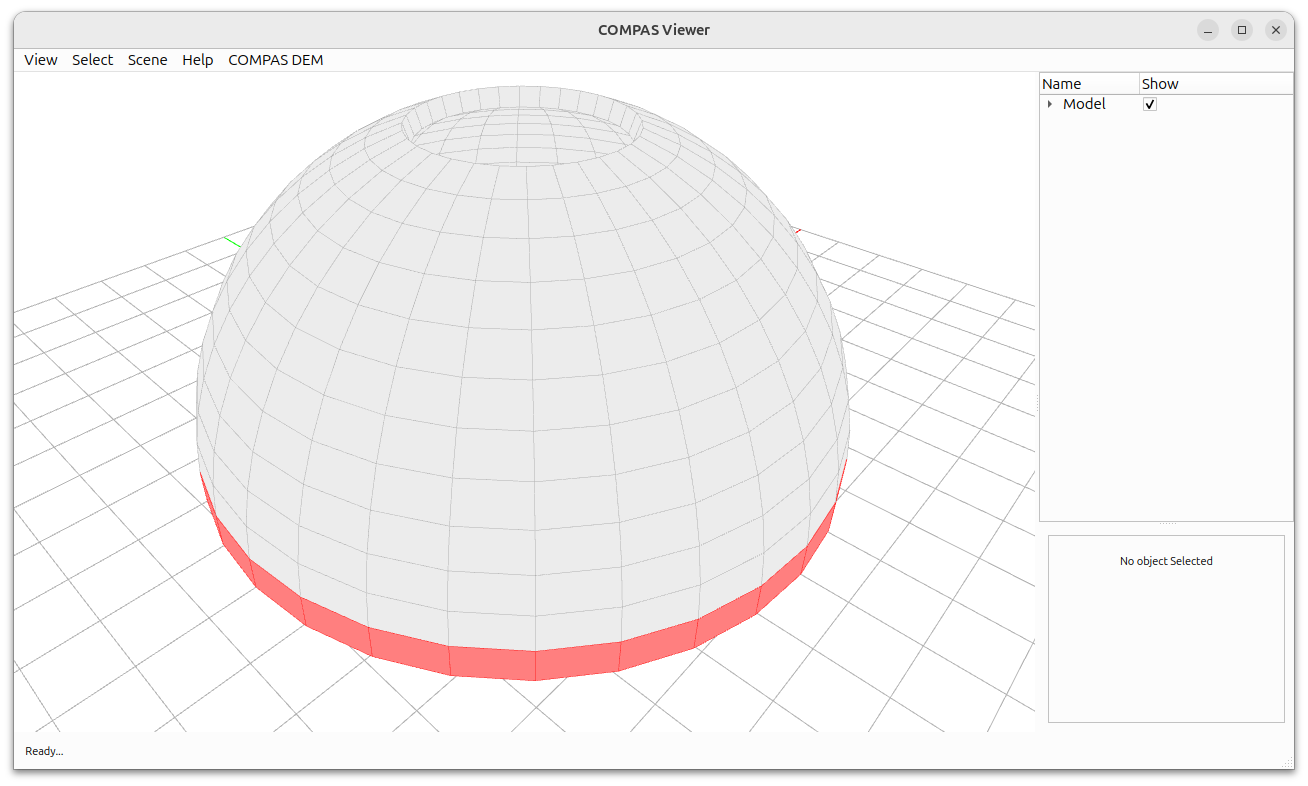 COMPAS Viewer
View Select Scene Help COMPAS DEM
Name Show
Model
No object Selected
Ready...